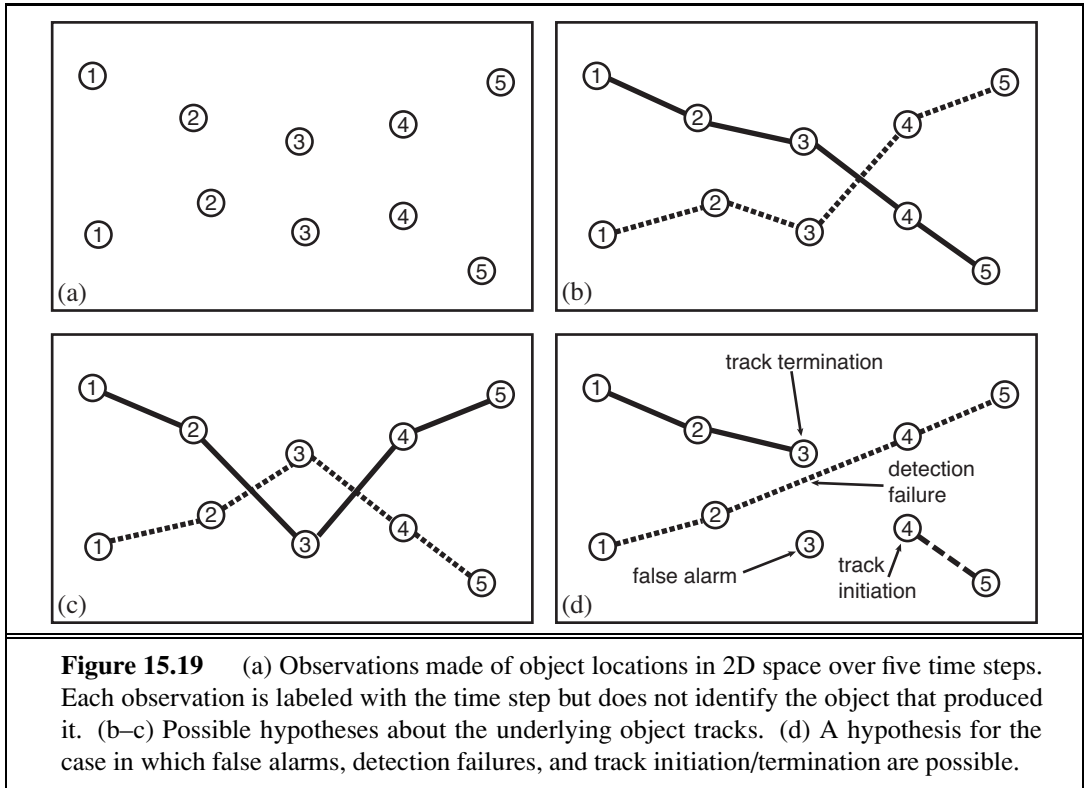 1
5
2
4
3
2
4
3
1
5
(a)
1
5
2
4
3
2
4
3
1
5
(b)
1
5
2
4
3
2
4
1
3
5
(c)
track termination
1
5
2
4
3
detection
failure
2
4
1
3
false alarm
track
initiation
5
(d)
Figure 15.19 (a) Observations made of object locations in 2D space over five time steps.
Each observation is labeled with the time step but does not identify the object that produced
it. (b–c) Possible hypotheses about the underlying object tracks. (d) A hypothesis for the
case in which false alarms, detection failures, and track initiation/termination are possible.